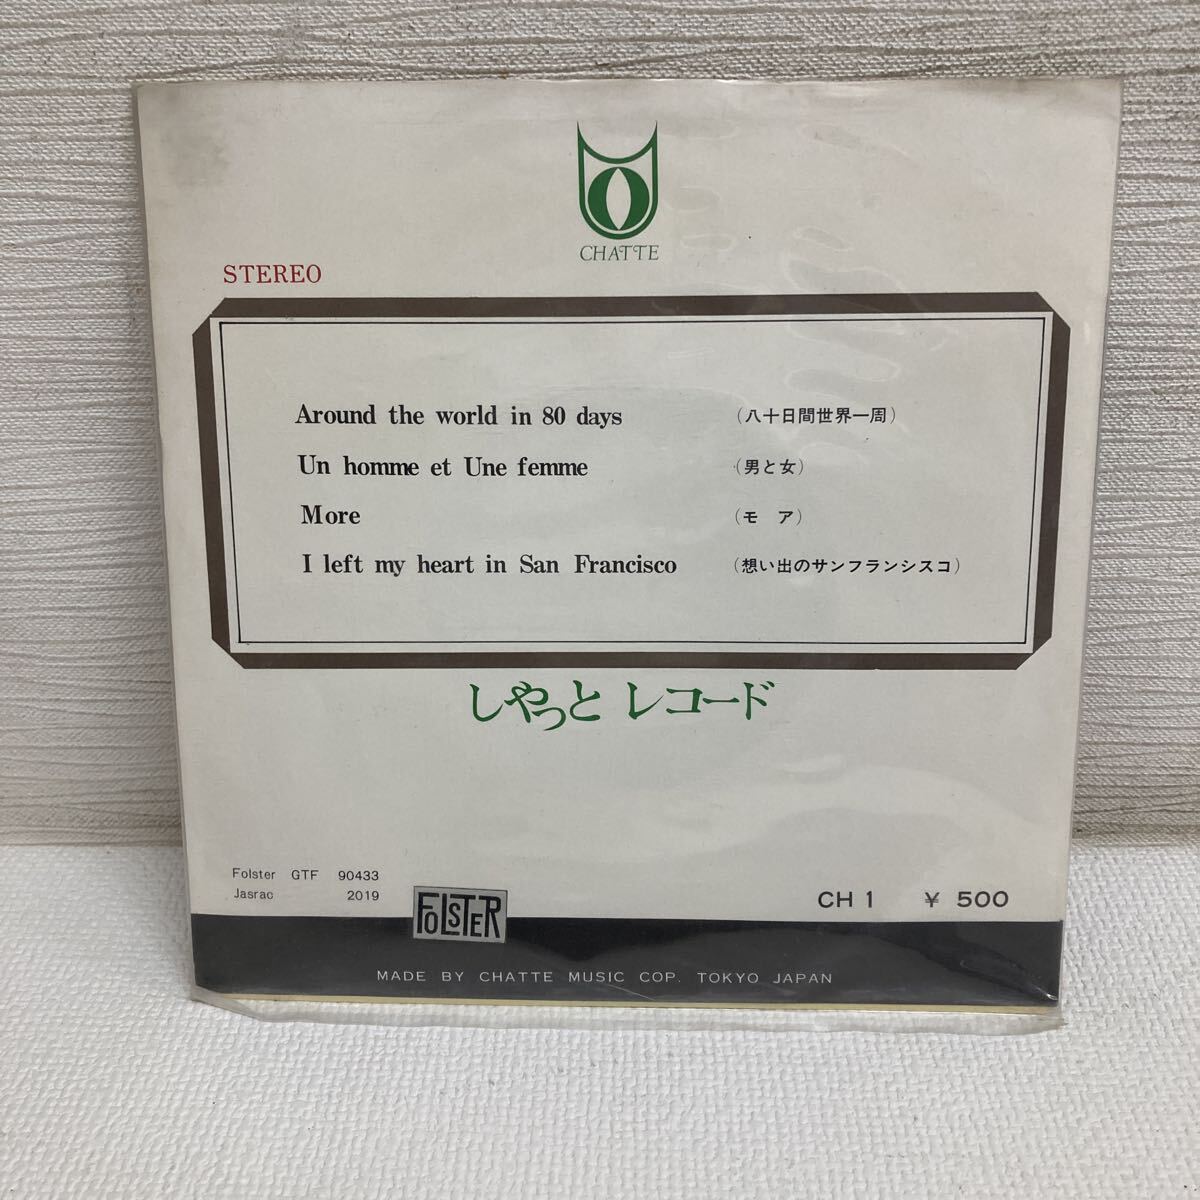 CHATTE
STEREO
Around the world in 80 days (八十日間世界一周)
Un homme et Une femme (男と女)
More (モ ア)
I left my heart in San Francisco (想い出のサンフランシスコ)
しやっと レコード
Folster GTF 90433
Jasrac 2019
FOLSTER
CH 1 ¥ 500
MADE BY CHATTE MUSIC COP. TOKYO JAPAN